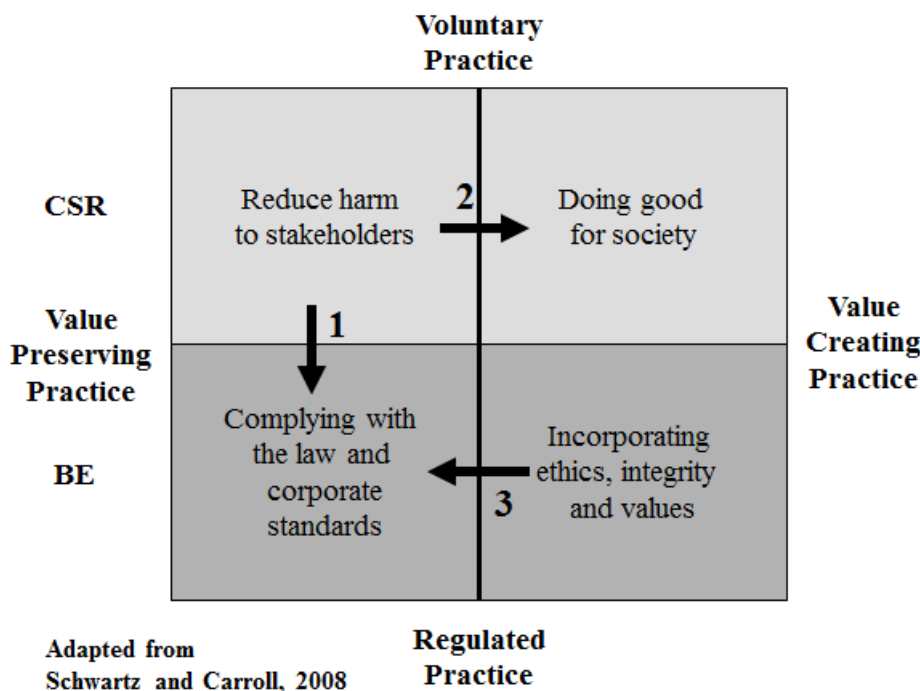 Voluntary
Practice
CSR
Reduce harm
to stakeholders
2
Doing good
for society
Value
Preserving
Practice
1
Value
Creating
Practice
BE
Complying with
the law and
corporate
standards
3
Incorporating
ethics, integrity
and values
Adapted from
Schwartz and Carroll, 2008
Regulated
Practice